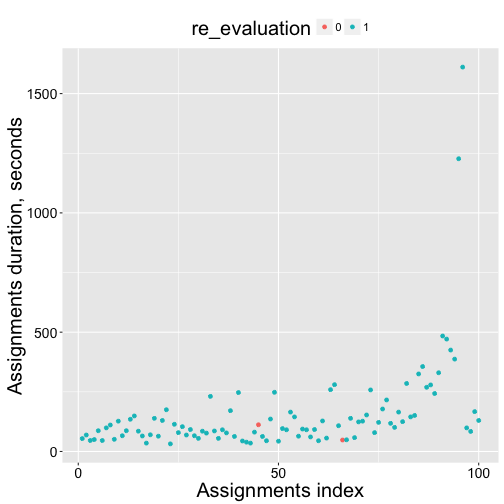 re_evaluation 0 1
1500
1000
500
0
Assignments duration, seconds
0 50 100
Assignments index